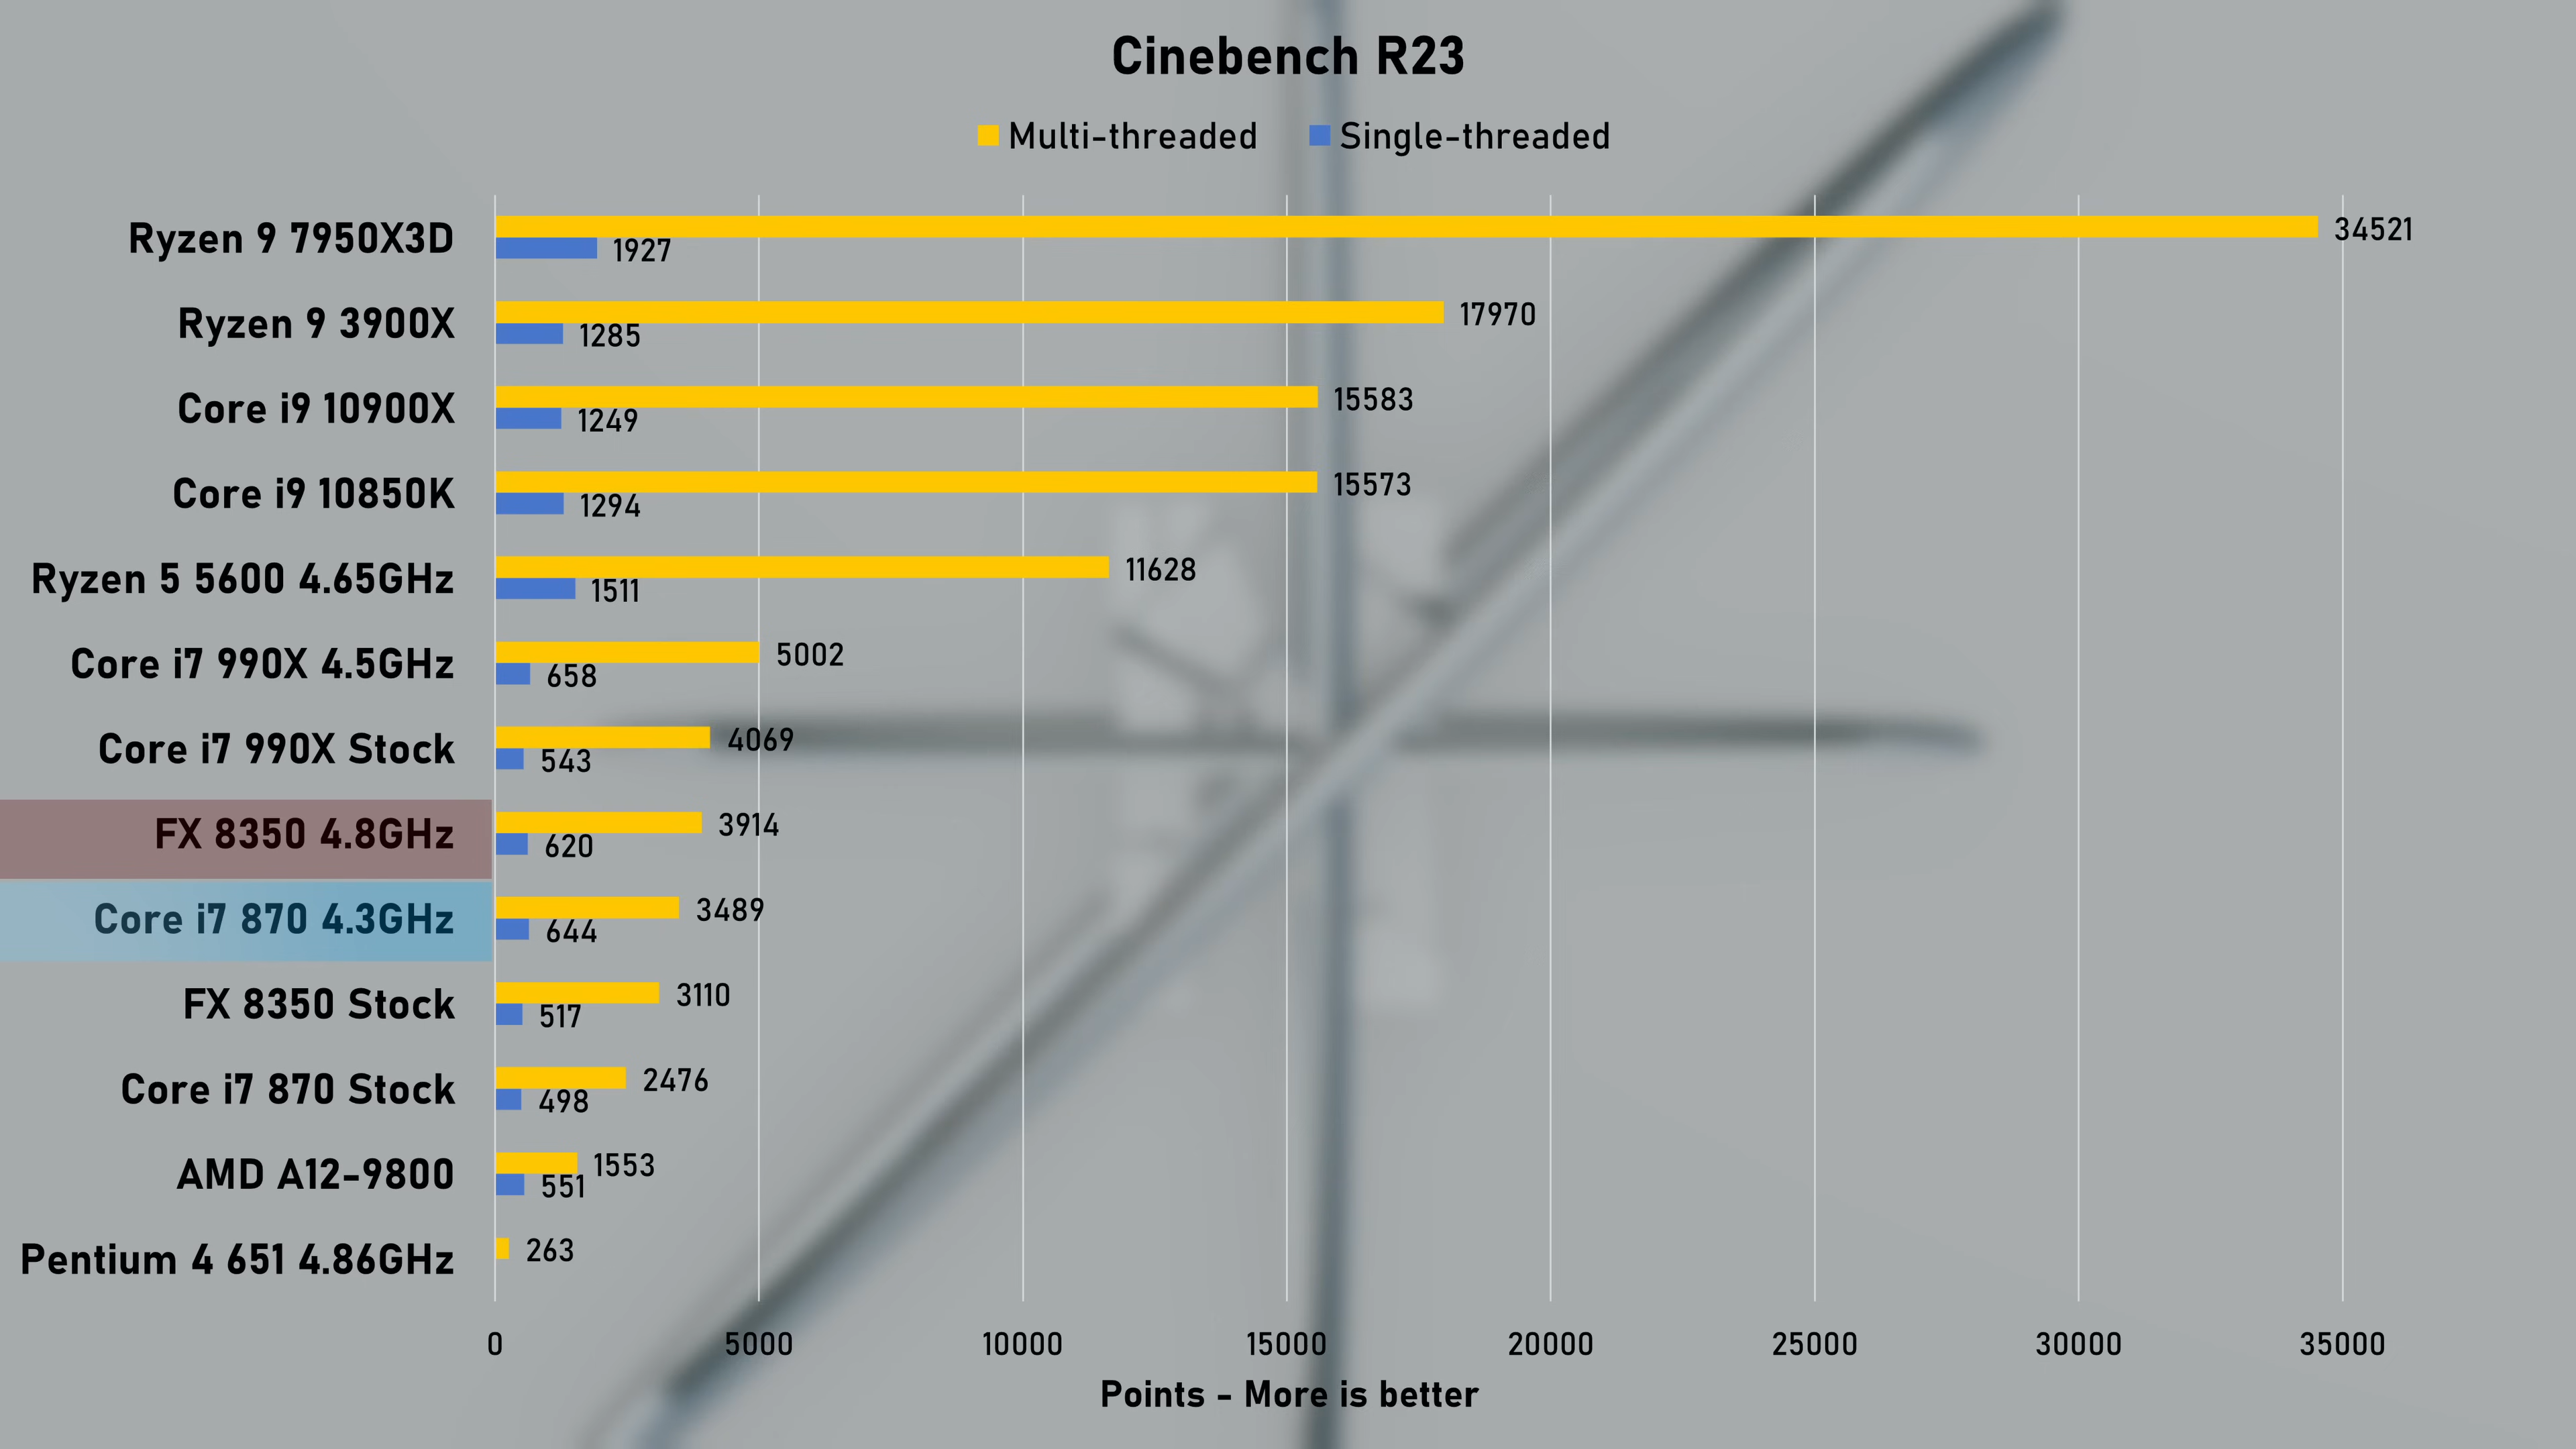 Cinebench R23
Multi-threaded Single-threaded
Ryzen 9 7950X3D 34521
1927
Ryzen 9 3900X 17970
1285
Core i9 10900X 15583
1249
Core i9 10850K 15573
1294
Ryzen 5 5600 4.65GHz 11628
1511
Core i7 990X 4.5GHz 5002
658
Core i7 990X Stock 4069
543
FX 8350 4.8GHz 3914
620
Core i7 870 4.3GHz 3489
644
FX 8350 Stock 3110
517
Core i7 870 Stock 2476
498
AMD A12-9800 1553
551
Pentium 4 651 4.86GHz 263
0 5000 10000 15000 20000 25000 30000 35000
Points - More is better